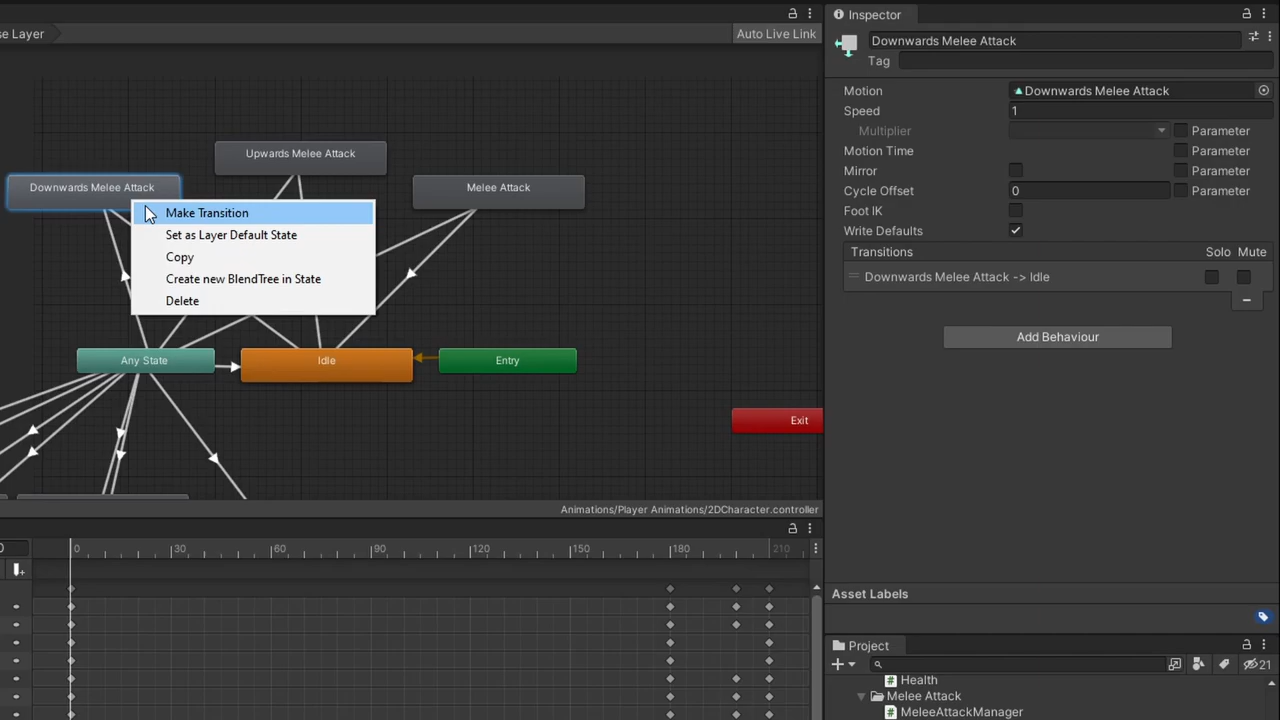 se Layer
Auto Live Link
Upwards Melee Attack
Downwards Melee Attack
Melee Attack
Make Transition
Set as Layer Default State
Copy
Create new BlendTree in State
Delete
Any State
Idle
Entry
Exit
Animations/Player Animations/2DCharacter.controller
0
0
30
60
90
120
150
180
210
Inspector
Downwards Melee Attack
Tag
Motion
Downwards Melee Attack
Speed
1
Multiplier
Parameter
Motion Time
Parameter
Mirror
Parameter
Cycle Offset
0
Parameter
Foot IK
Write Defaults
Transitions
Solo
Mute
Downwards Melee Attack -> Idle
Add Behaviour
Asset Labels
Project
21
Health
Melee Attack
MeleeAttackManager